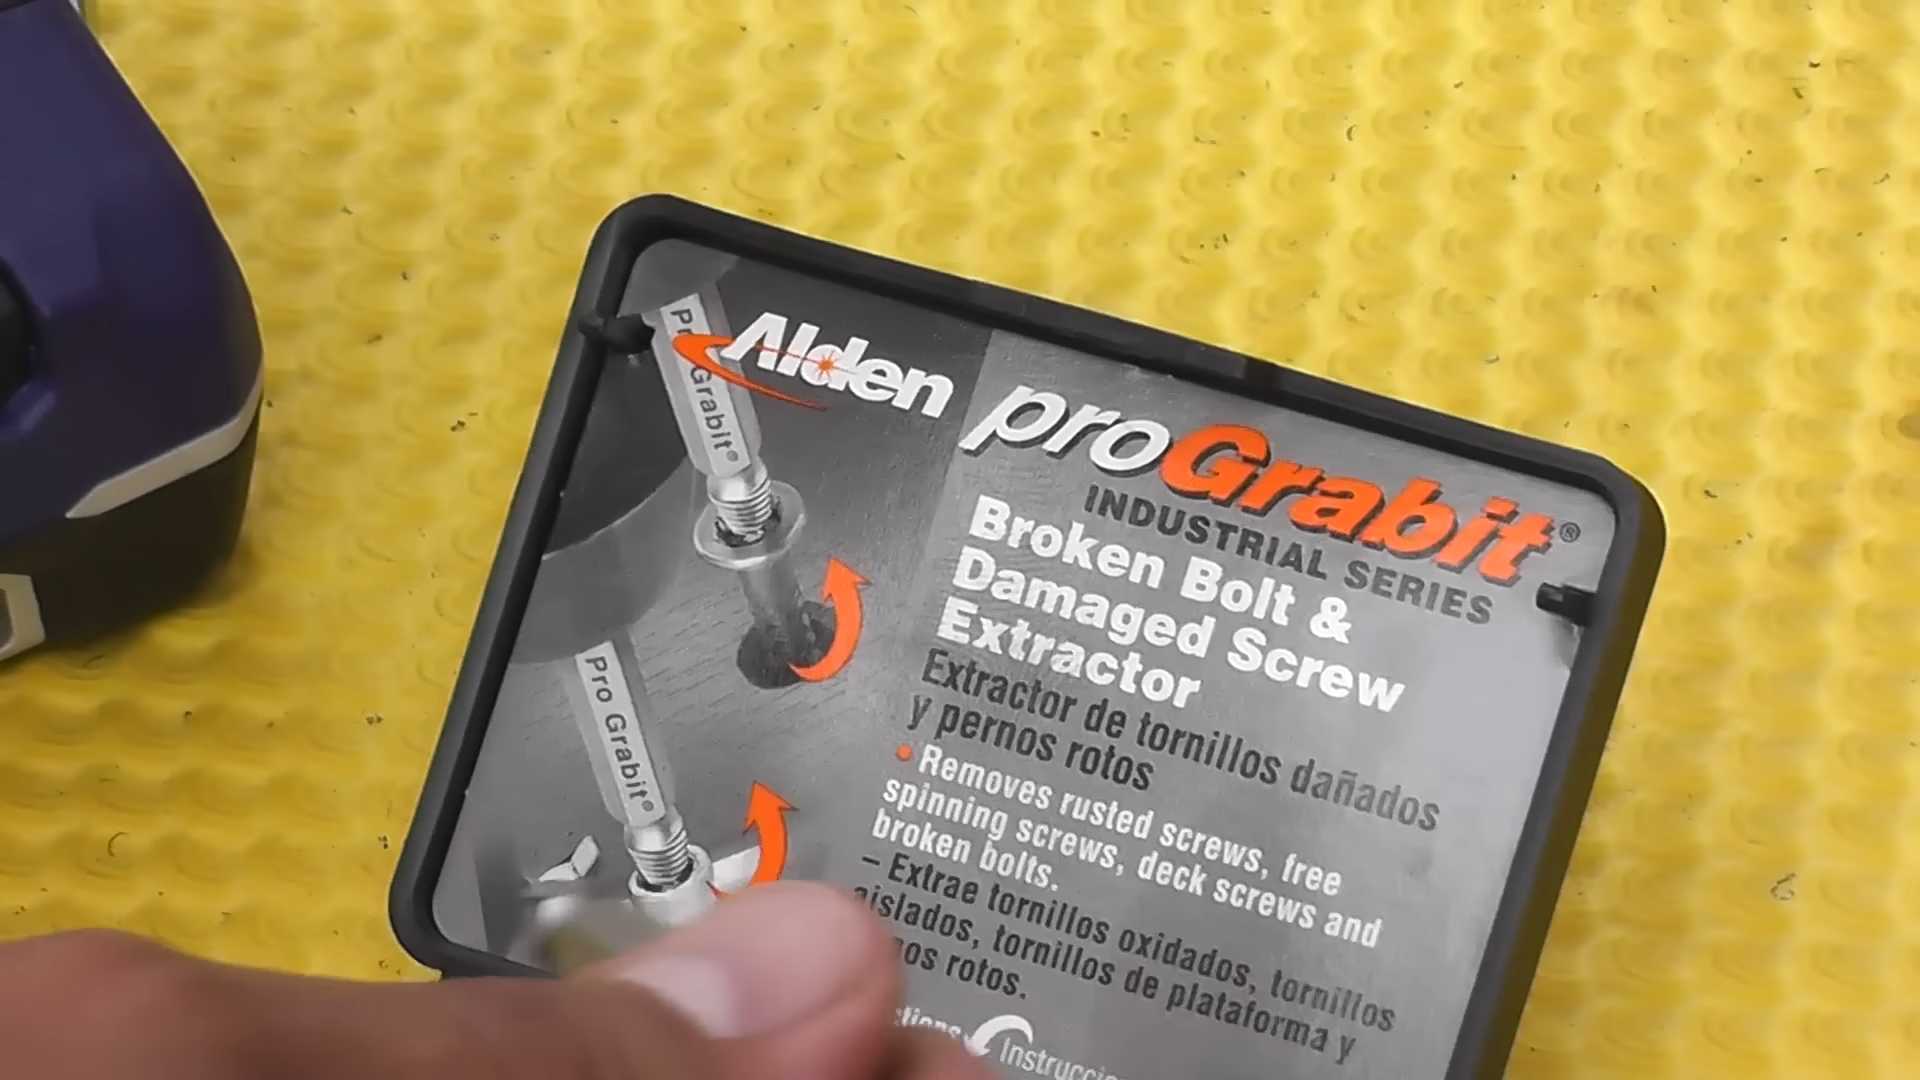 Alden proGrabit®
INDUSTRIAL SERIES
Broken Bolt &
Damaged Screw
Extractor
Extractor de tornillos dañados
y pernos rotos
• Removes rusted screws, free
spinning screws, deck screws and
broken bolts.
– Extrae tornillos oxidados, tornillos
aislados, tornillos de plataforma y
rotos.
Grabit®
Pro Grabit®